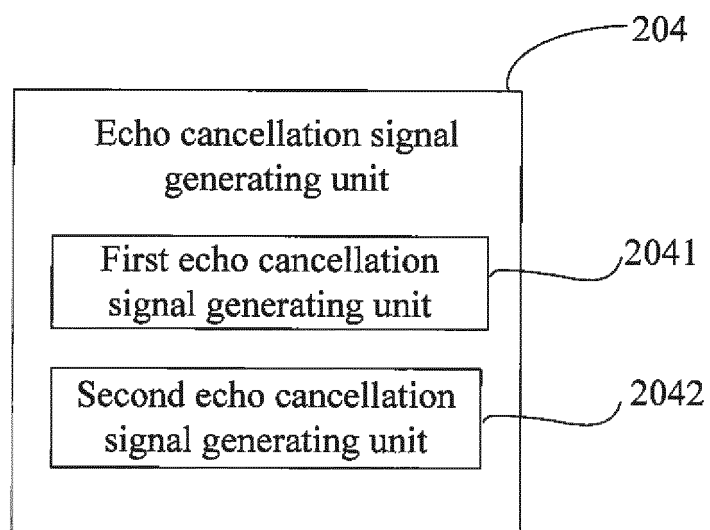 204
Echo cancellation signal
generating unit
First echo cancellation
signal generating unit
2041
Second echo cancellation
signal generating unit
2042